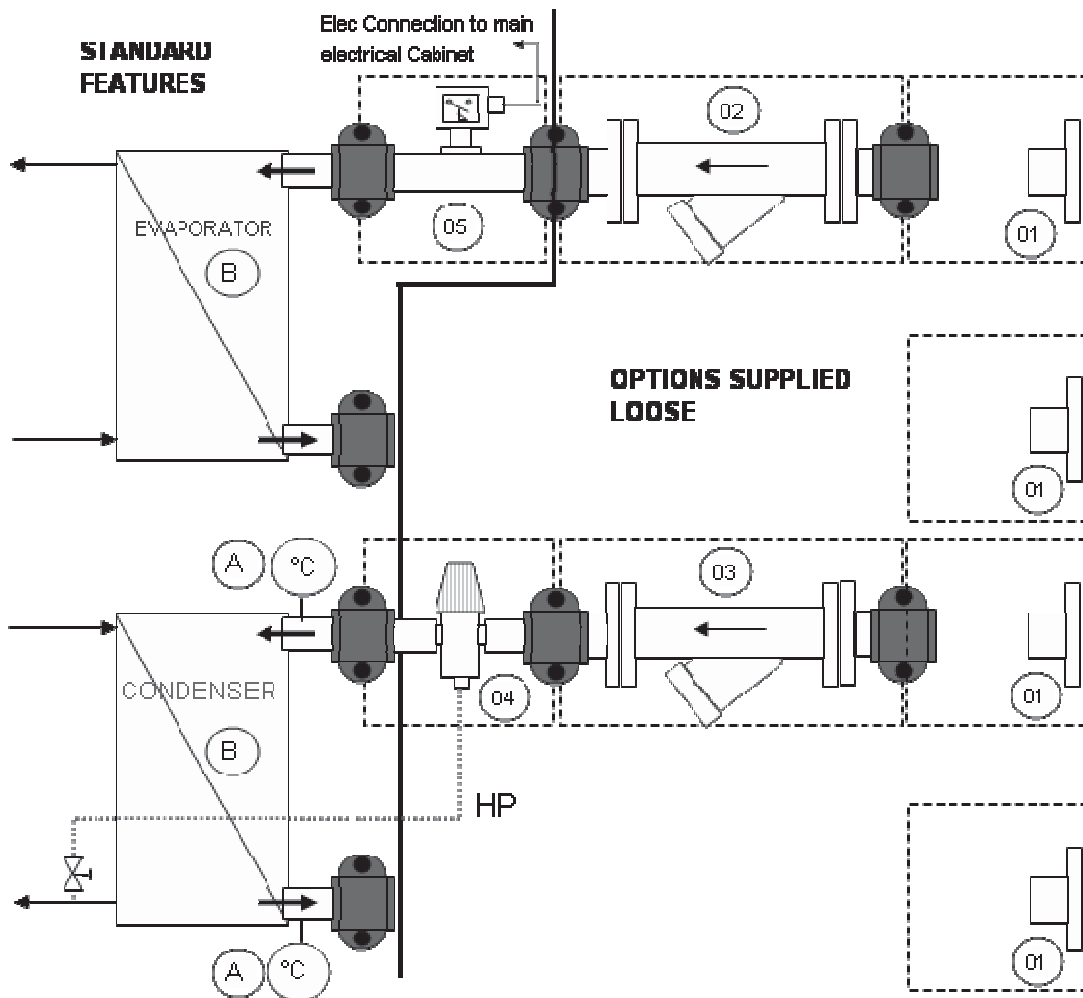 Elec Connection to main
electrical Cabinet
STANDARD
FEATURES
02
05
01
EVAPORATOR
B
OPTIONS SUPPLIED
LOOSE
01
A
°C
03
04
01
CONDENSER
B
HP
A
°C
01